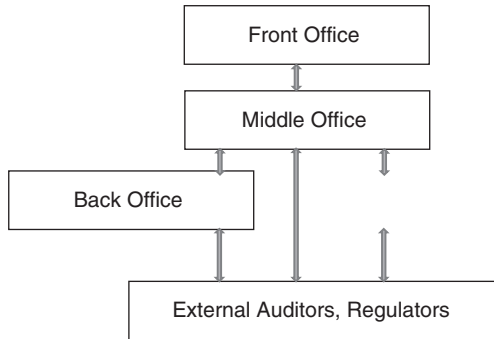 Front Office
Middle Office
Back Office
External Auditors, Regulators